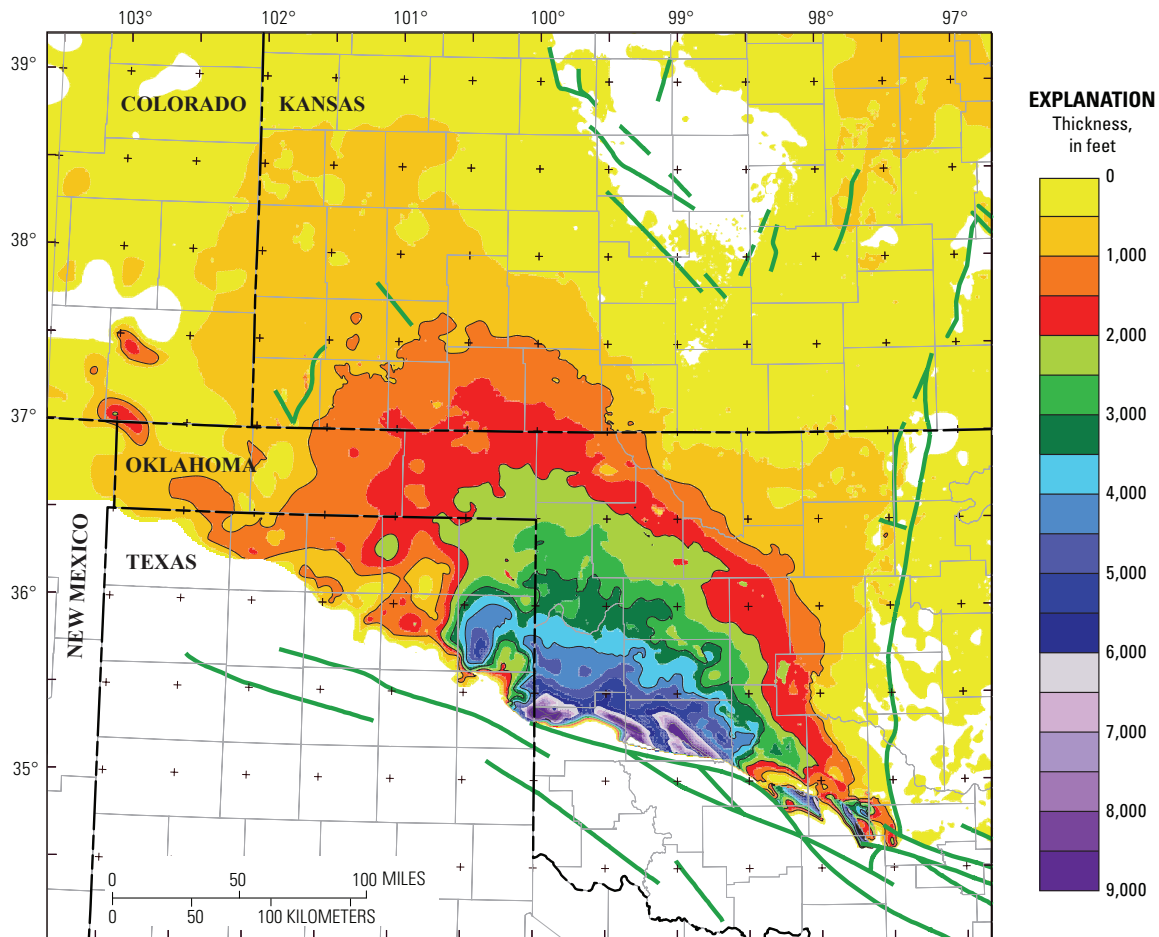 103° 102° 101° 100° 99° 98° 97°
39°
COLORADO KANSAS
38°
37°
OKLAHOMA
NEW MEXICO
TEXAS
36°
35°
0 50 100 MILES
0 50 100 KILOMETERS
EXPLANATION
Thickness,
in feet
0
1,000
2,000
3,000
4,000
5,000
6,000
7,000
8,000
9,000